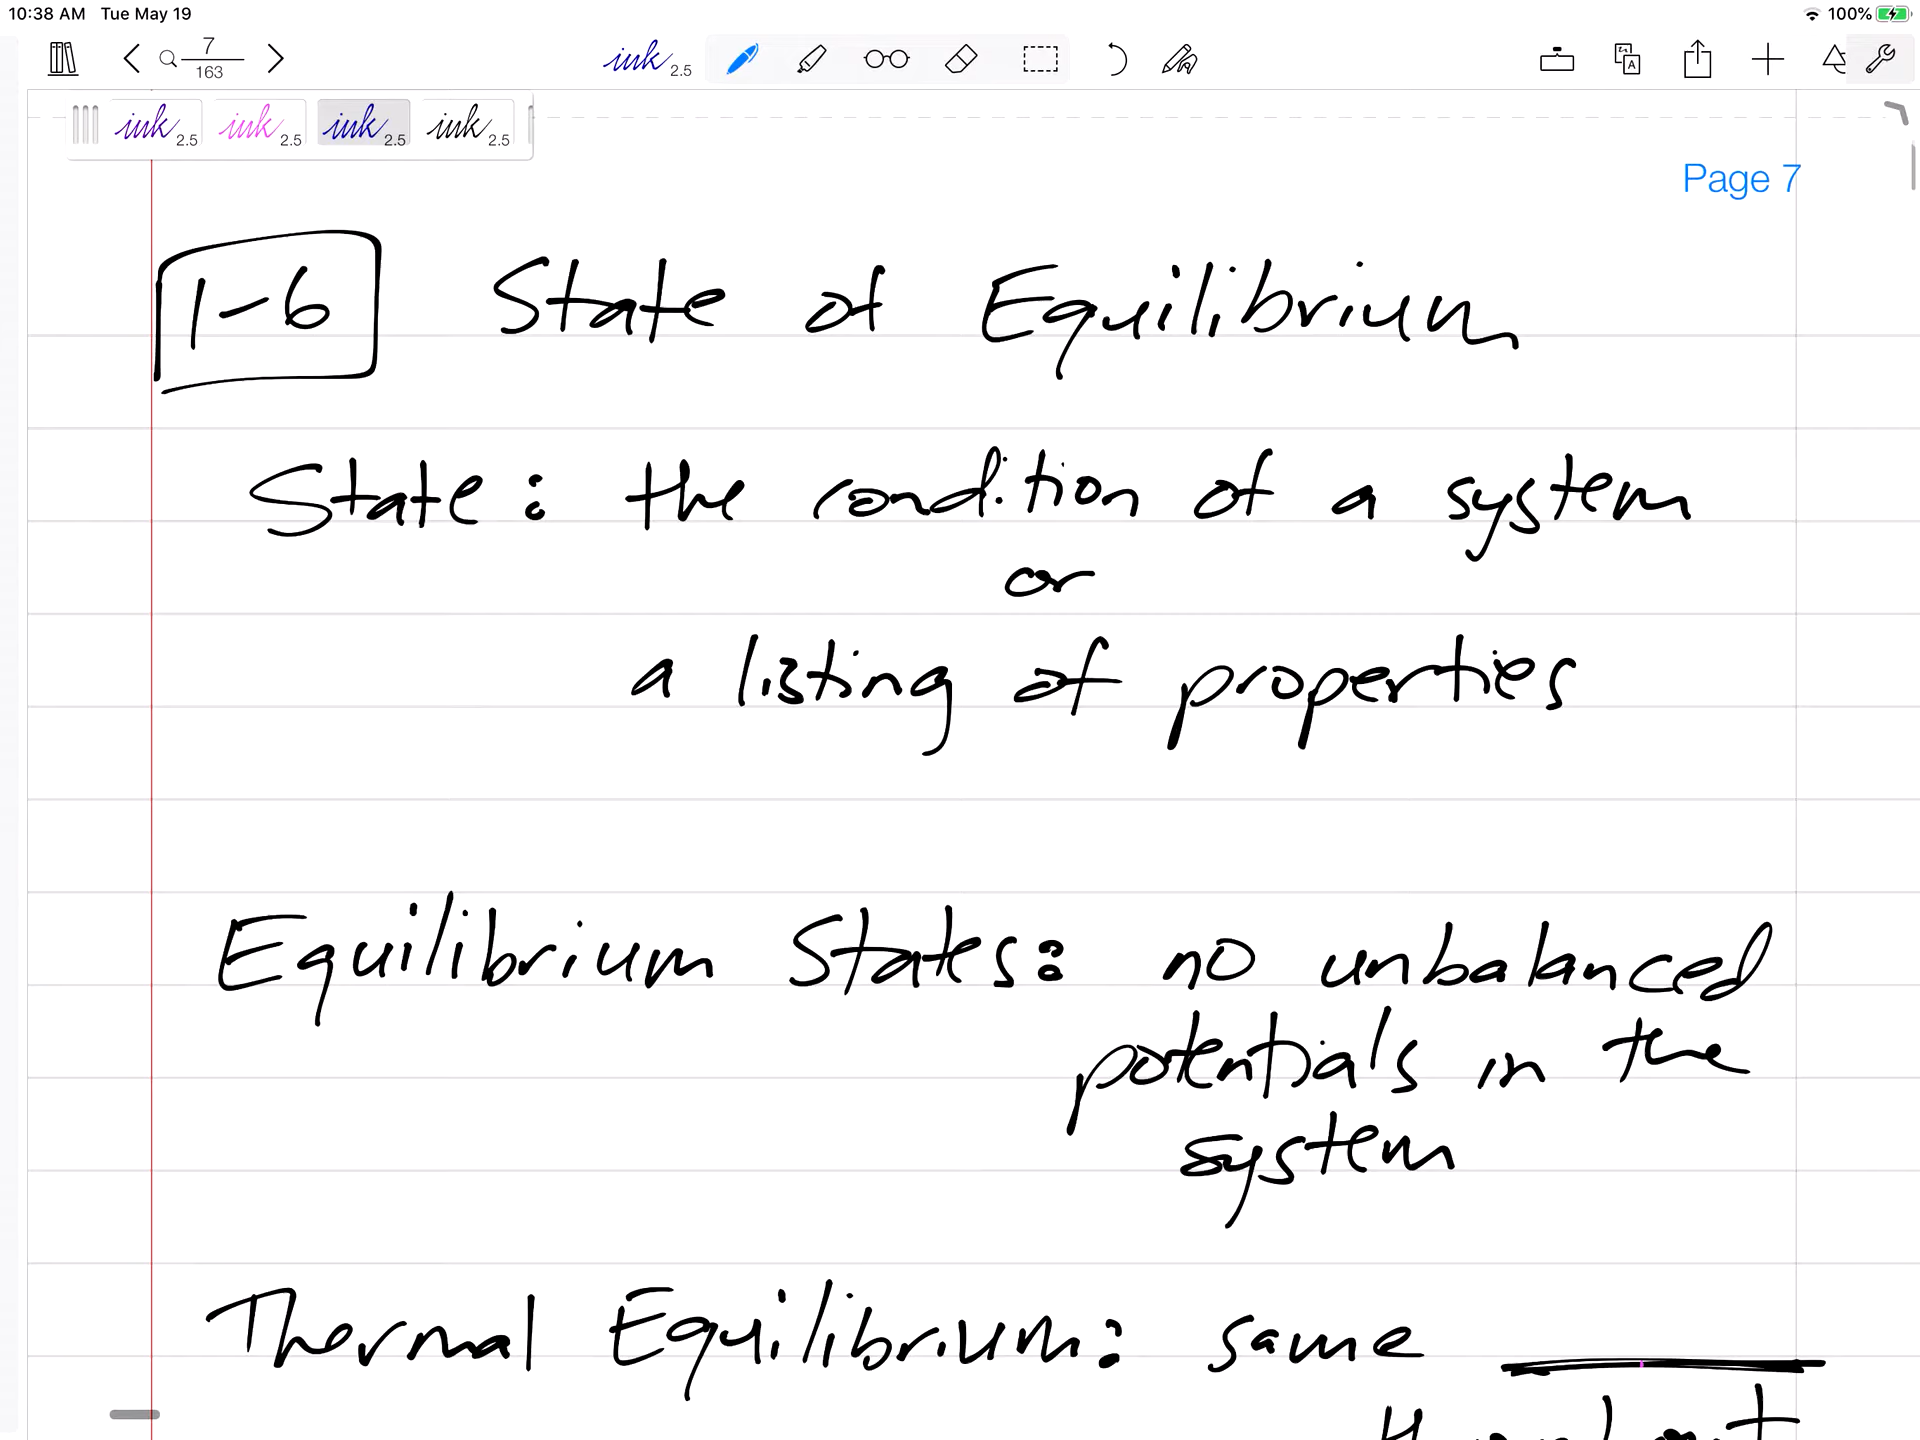 10:38 AM Tue May 19 100%
7
163
ink 2.5
ink 2.5 ink 2.5 ink 2.5 ink 2.5
Page 7
1-6 State of Equilibrium
State: the condition of a system
or
a listing of properties
Equilibrium States: no unbalanced
potentials in the
system
Thermal Equilibrium: same